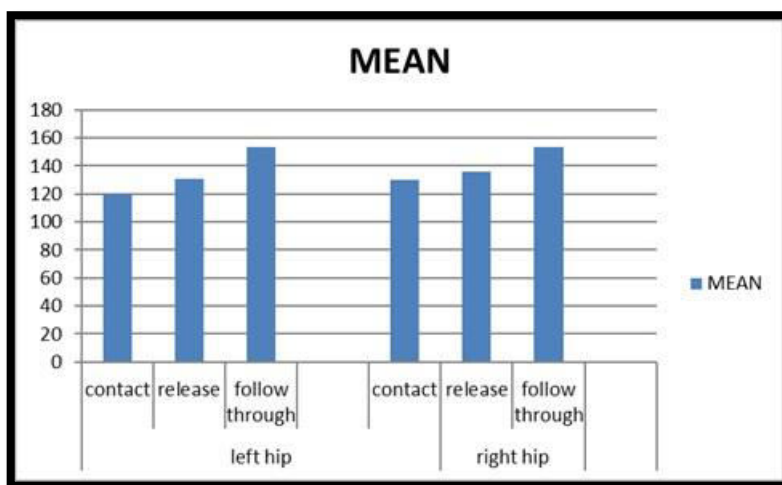 MEAN
180
160
140
120
100
80
60
40
20
0
contact release follow through contact release follow through
left hip right hip
MEAN